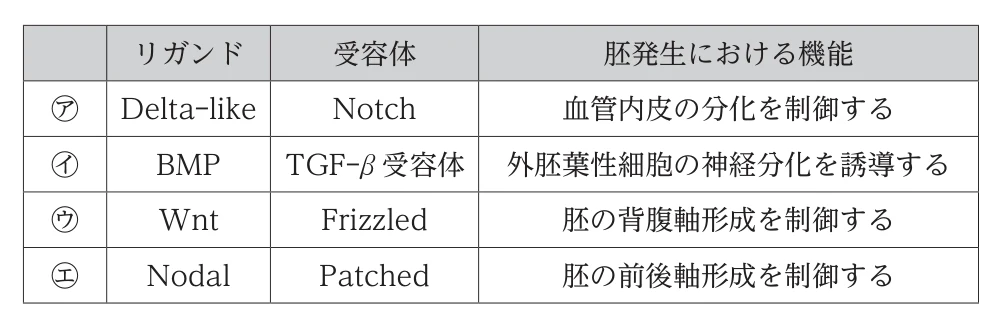 リガンド 受容体 胚発生における機能
㋐ Delta-like Notch 血管内皮の分化を制御する
㋑ BMP TGF-β 受容体 外胚葉性細胞の神経分化を誘導する
㋒ Wnt Frizzled 胚の背腹軸形成を制御する
㋓ Nodal Patched 胚の前後軸形成を制御する